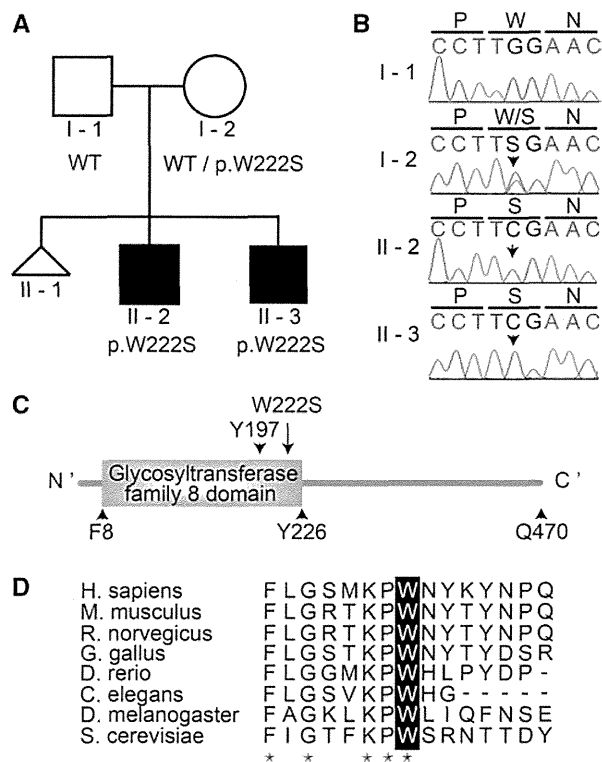 A
I - 1
I - 2
WT
WT / p.W222S
II - 1
II - 2
II - 3
p.W222S
p.W222S
B
P W N
C C T T G G A A C
I - 1
P W/S N
C C T T S G A A C
I - 2
P S N
C C T T C G A A C
II - 2
P S N
C C T T C G A A C
II - 3
C
W222S
Y197
N '
Glycosyltransferase
family 8 domain
C '
F8
Y226
Q470
D
H. sapiens F L G S M K P W N Y K Y N P Q
M. musculus F L G R T K P W N Y T Y N P Q
R. norvegicus F L G R T K P W N Y T Y N P Q
G. gallus F L G S T K P W N Y T Y D S R
D. rerio F L G G M K P W H L P Y D P -
C. elegans F L G S V K P W H G - - - - -
D. melanogaster F A G K L K P W L I Q F N S E
S. cerevisiae F I G T F K P W S R N T T D Y
* * * * *